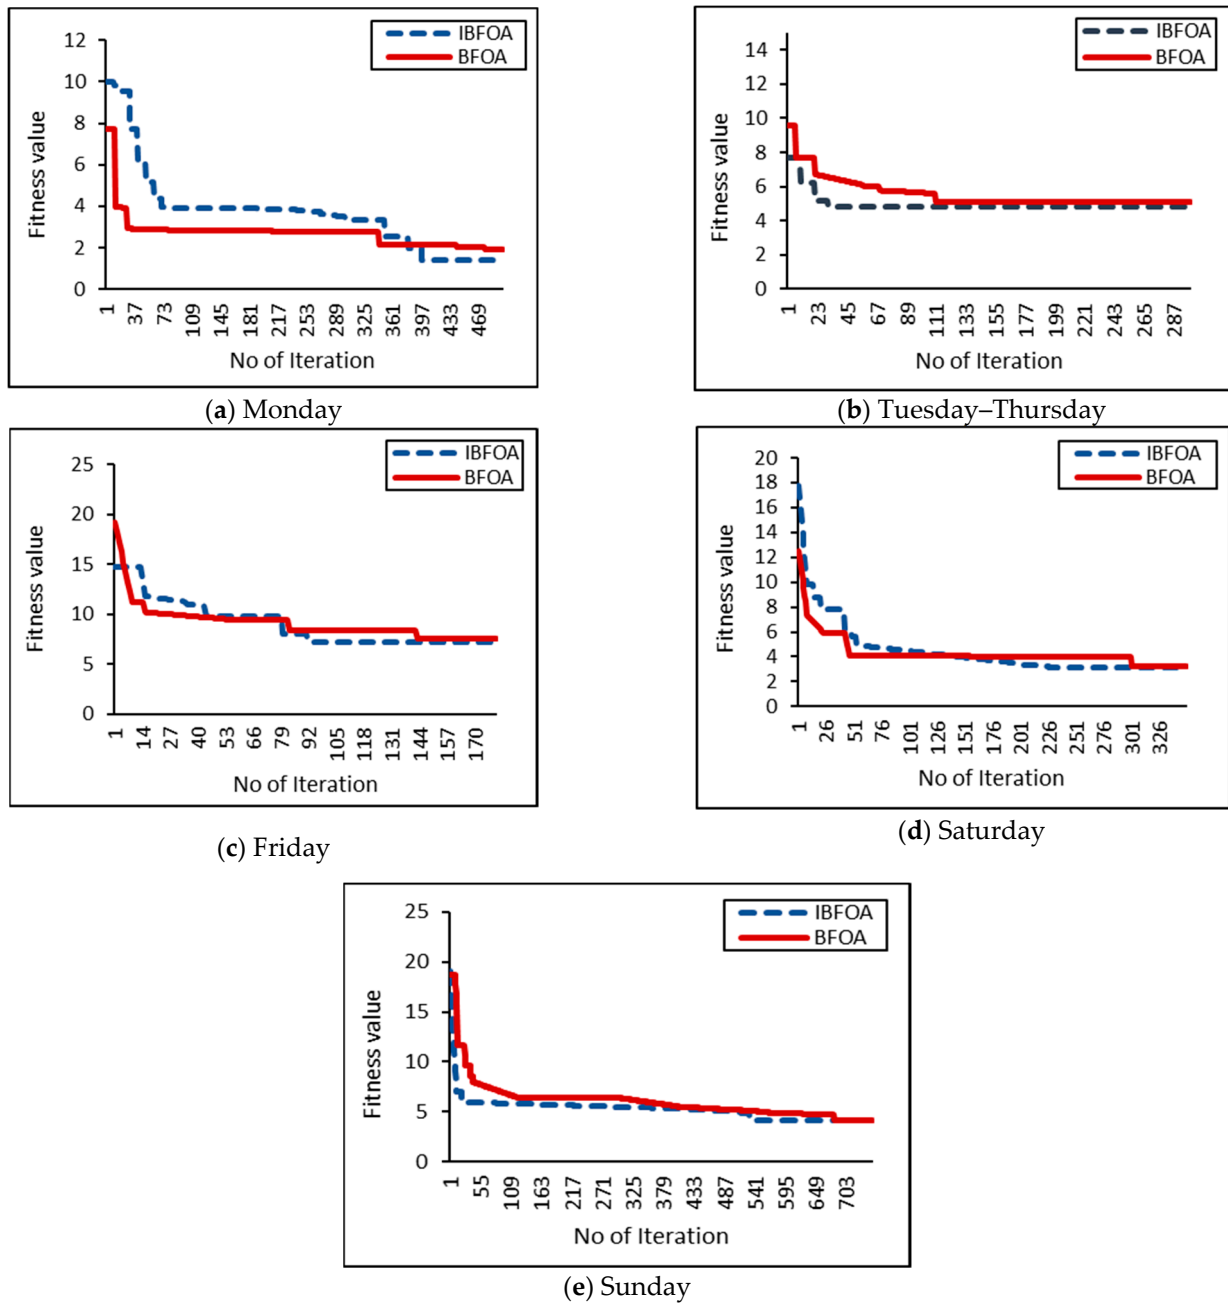 IBFOA
BFOA
Fitness value
12
10
8
6
4
2
0
1 37 73 109 145 181 217 253 289 325 361 397 433 469
No of Iteration
(a) Monday
IBFOA
BFOA
Fitness value
14
12
10
8
6
4
2
0
1 23 45 67 89 111 133 155 177 199 221 243 265 287
No of Iteration
(b) Tuesday–Thursday
IBFOA
BFOA
Fitness value
25
20
15
10
5
0
1 14 27 40 53 66 79 92 105 118 131 144 157 170
No of Iteration
(c) Friday
IBFOA
BFOA
Fitness value
20
18
16
14
12
10
8
6
4
2
0
1 26 51 76 101 126 151 176 201 226 251 276 301 326
No of Iteration
(d) Saturday
IBFOA
BFOA
Fitness value
25
20
15
10
5
0
1 55 109 163 217 271 325 379 433 487 541 595 649 703
No of Iteration
(e) Sunday